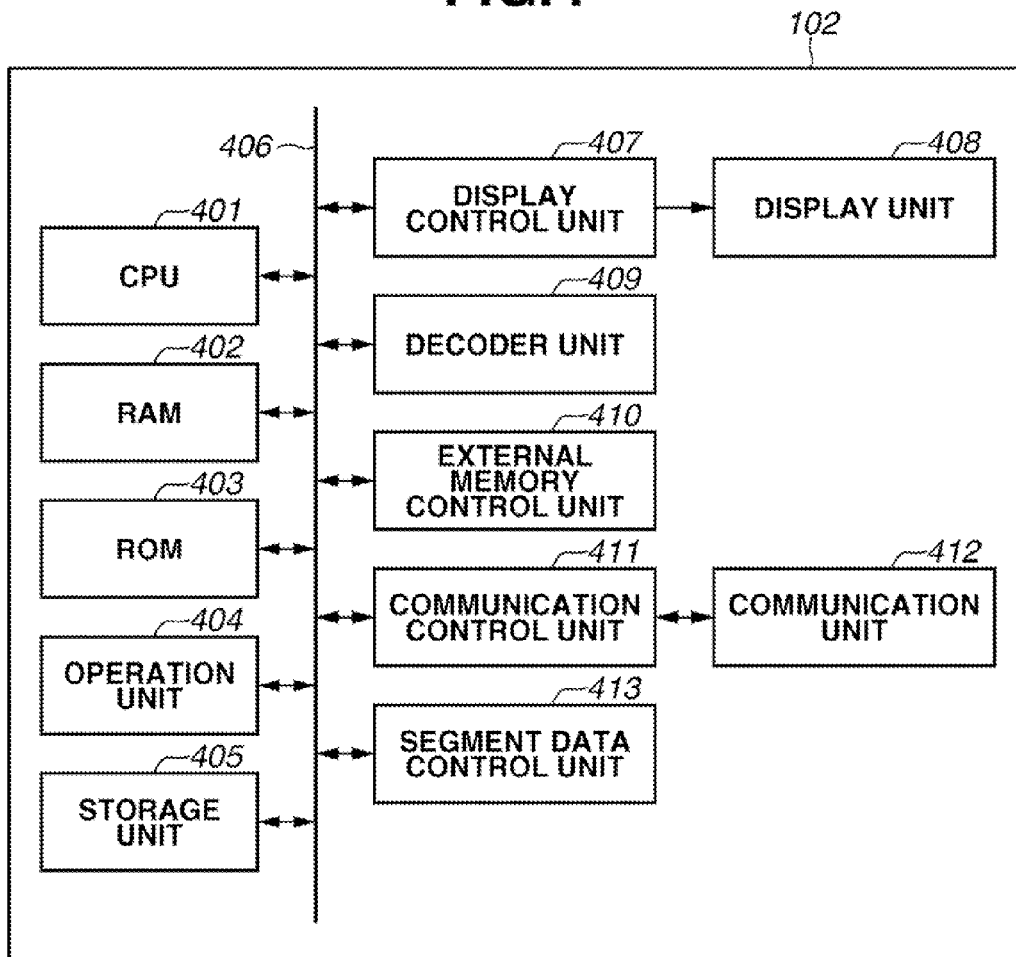 102
406
407
DISPLAY
CONTROL UNIT
408
DISPLAY UNIT
401
CPU
409
DECODER UNIT
402
RAM
410
EXTERNAL
MEMORY
CONTROL UNIT
403
ROM
411
COMMUNICATION
CONTROL UNIT
412
COMMUNICATION
UNIT
404
OPERATION
UNIT
413
SEGMENT DATA
CONTROL UNIT
405
STORAGE
UNIT